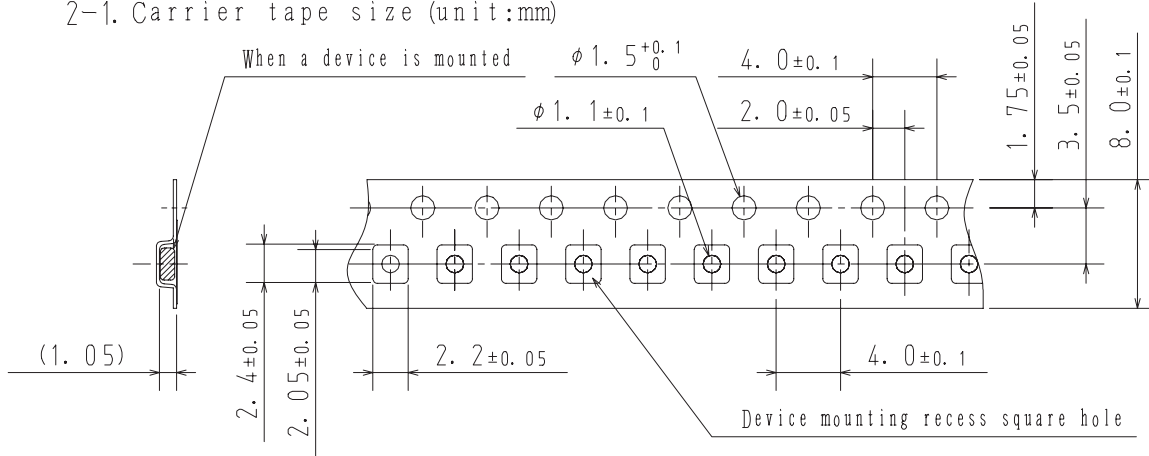 2-1. Carrier tape size (unit:mm)
When a device is mounted
φ1.5 +0.1 0
4.0±0.1
φ1.1±0.1
2.0±0.05
1.75±0.05
3.5±0.05
8.0±0.1
(1.05)
2.4±0.05
2.05±0.05
2.2±0.05
4.0±0.1
Device mounting recess square hole